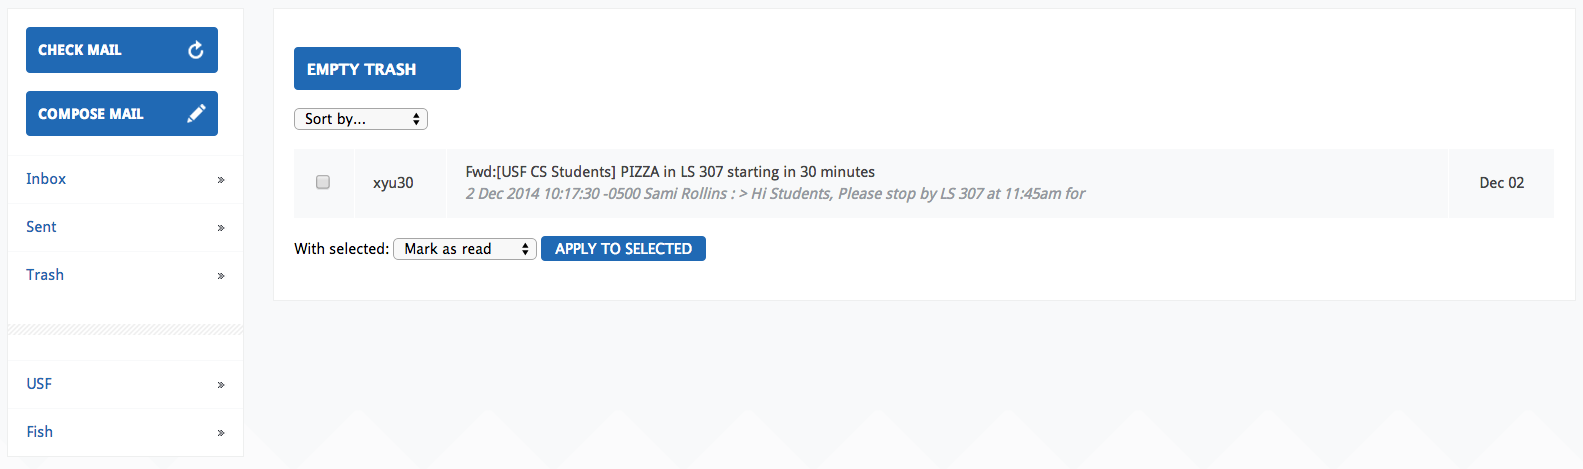 CHECK MAIL
COMPOSE MAIL
Inbox »
Sent »
Trash »
USF »
Fish »
EMPTY TRASH
Sort by...
xyu30
Fwd:[USF CS Students] PIZZA in LS 307 starting in 30 minutes
2 Dec 2014 10:17:30 -0500 Sami Rollins : > Hi Students, Please stop by LS 307 at 11:45am for
Dec 02
With selected: Mark as read APPLY TO SELECTED